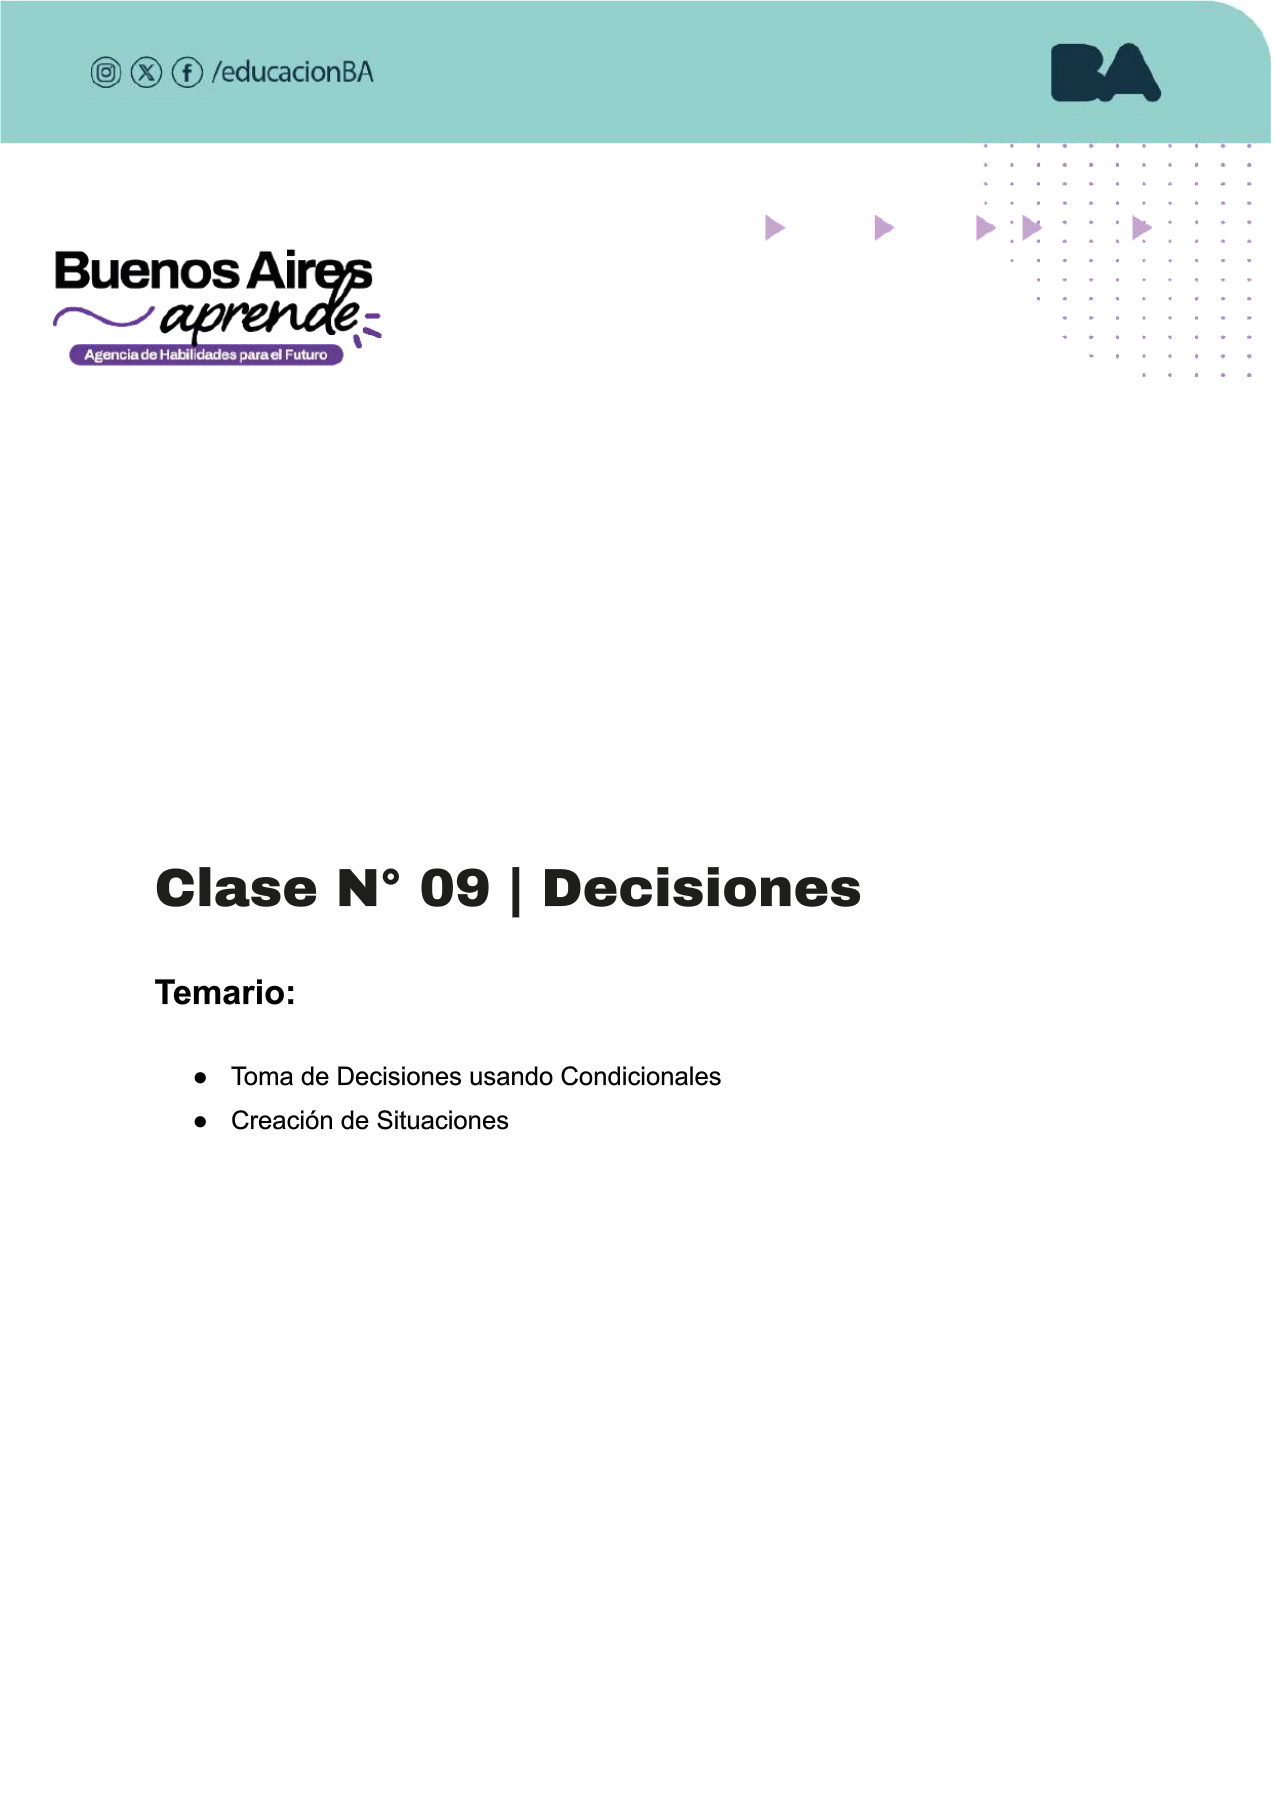 /educacionBA
BA
Buenos Aires
aprende
Agencia de Habilidades para el Futuro
Clase N° 09 | Decisiones
Temario:
● Toma de Decisiones usando Condicionales
● Creación de Situaciones